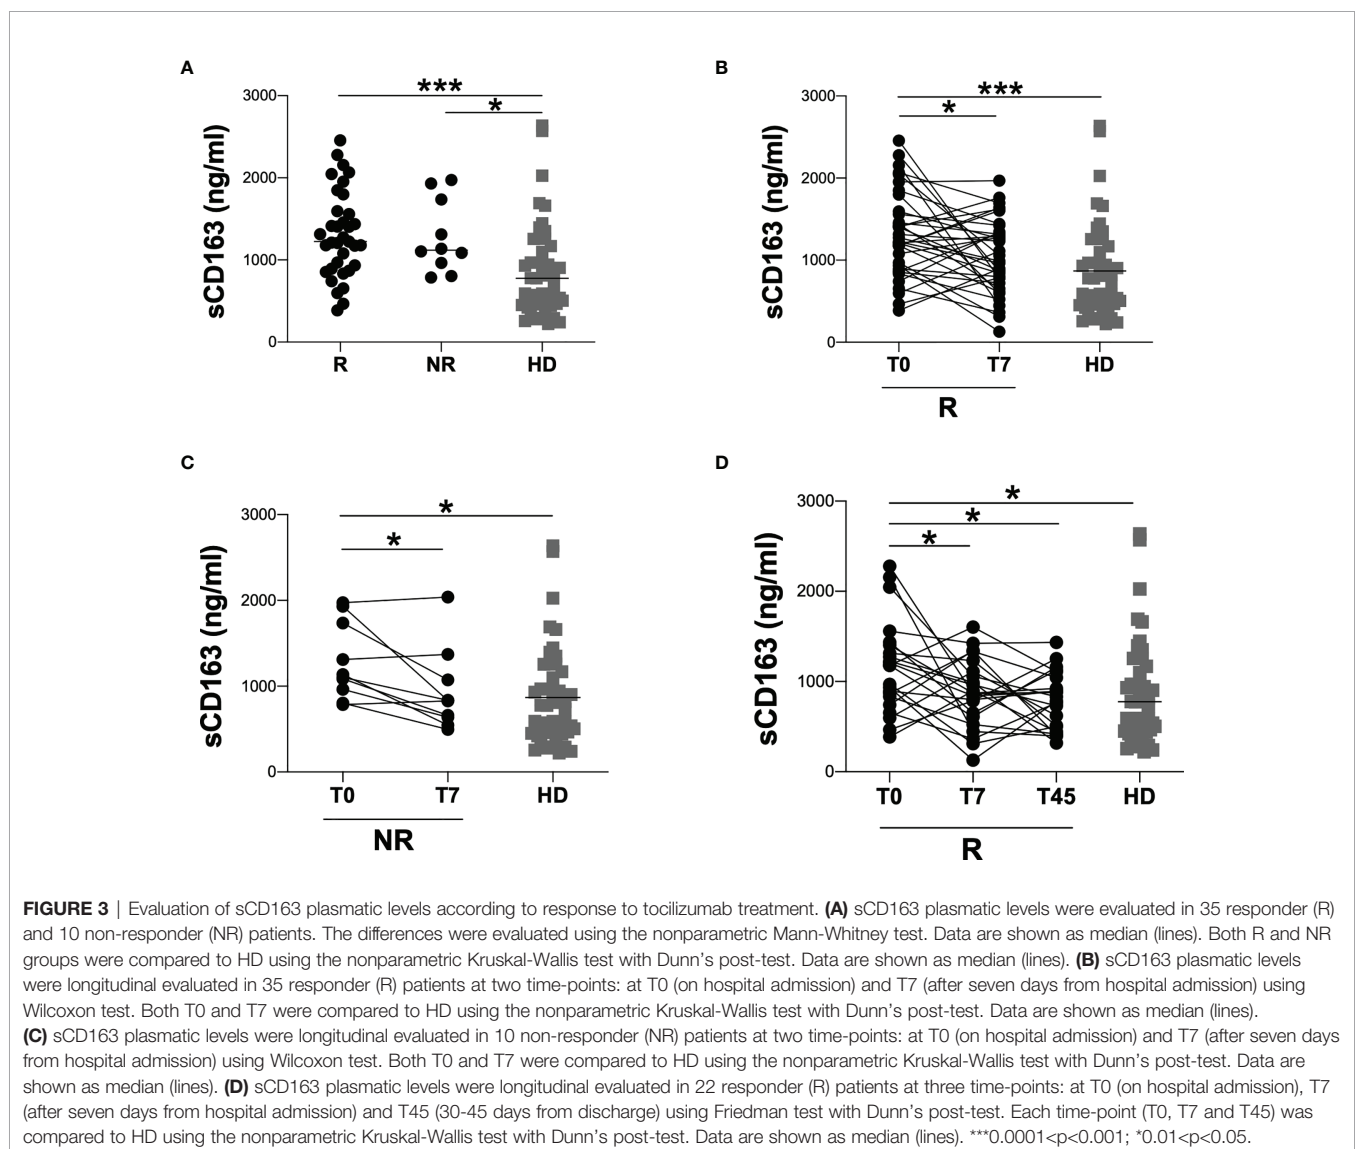 A
***
*
3000
2000
1000
0
sCD163 (ng/ml)
R NR HD
B
***
*
3000
2000
1000
0
sCD163 (ng/ml)
T0 T7 HD
R
C
*
*
3000
2000
1000
0
sCD163 (ng/ml)
T0 T7 HD
NR
D
*
*
*
3000
2000
1000
0
sCD163 (ng/ml)
T0 T7 T45 HD
R
FIGURE 3 | Evaluation of sCD163 plasmatic levels according to response to tocilizumab treatment. (A) sCD163 plasmatic levels were evaluated in 35 responder (R)
and 10 non-responder (NR) patients. The differences were evaluated using the nonparametric Mann-Whitney test. Data are shown as median (lines). Both R and NR
groups were compared to HD using the nonparametric Kruskal-Wallis test with Dunn's post-test. Data are shown as median (lines). (B) sCD163 plasmatic levels
were longitudinal evaluated in 35 responder (R) patients at two time-points: at T0 (on hospital admission) and T7 (after seven days from hospital admission) using
Wilcoxon test. Both T0 and T7 were compared to HD using the nonparametric Kruskal-Wallis test with Dunn's post-test. Data are shown as median (lines).
(C) sCD163 plasmatic levels were longitudinal evaluated in 10 non-responder (NR) patients at two time-points: at T0 (on hospital admission) and T7 (after seven days
from hospital admission) using Wilcoxon test. Both T0 and T7 were compared to HD using the nonparametric Kruskal-Wallis test with Dunn's post-test. Data are
shown as median (lines). (D) sCD163 plasmatic levels were longitudinal evaluated in 22 responder (R) patients at three time-points: at T0 (on hospital admission), T7
(after seven days from hospital admission) and T45 (30-45 days from discharge) using Friedman test with Dunn's post-test. Each time-point (T0, T7 and T45) was
compared to HD using the nonparametric Kruskal-Wallis test with Dunn's post-test. Data are shown as median (lines). ***0.0001<p<0.001; *0.01<p<0.05.